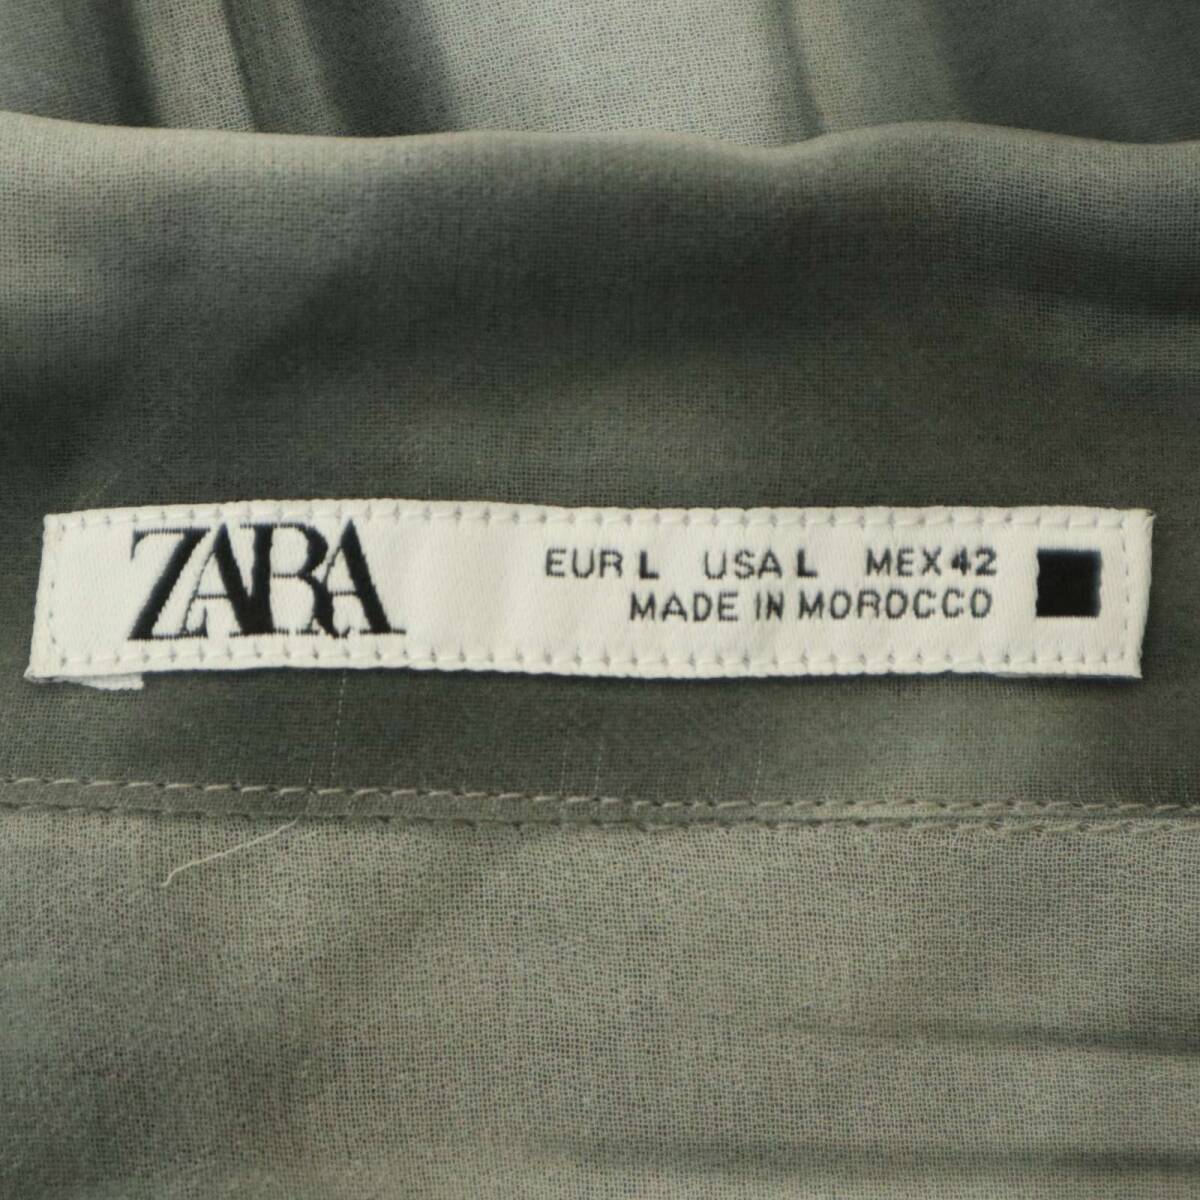 ZARA
EUR L USA L MEX 42
MADE IN MOROCCO